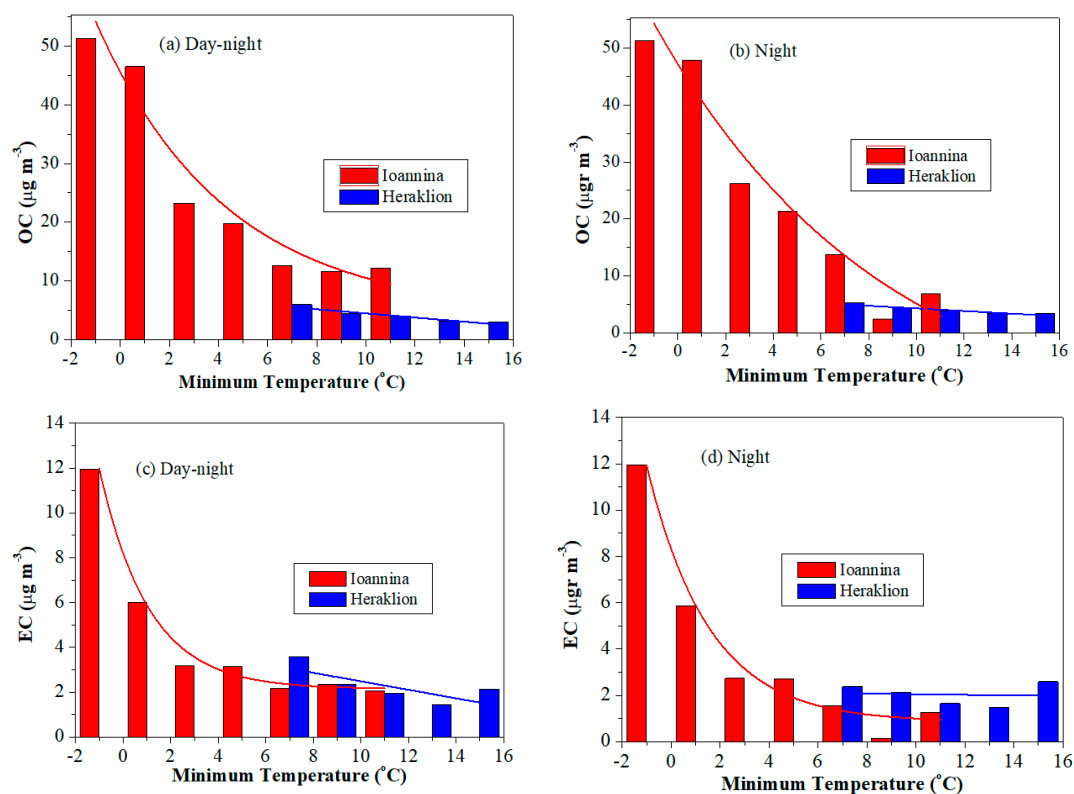 (a) Day-night
OC (μg m⁻³)
50
40
30
20
10
0
Ioannina
Heraklion
-2 0 2 4 6 8 10 12 14 16
Minimum Temperature (°C)
(b) Night
OC (μgr m⁻³)
50
40
30
20
10
0
Ioannina
Heraklion
-2 0 2 4 6 8 10 12 14 16
Minimum Temperature (°C)
(c) Day-night
EC (μg m⁻³)
14
12
10
8
6
4
2
0
Ioannina
Heraklion
-2 0 2 4 6 8 10 12 14 16
Minimum Temperature (°C)
(d) Night
EC (μgr m⁻³)
14
12
10
8
6
4
2
0
Ioannina
Heraklion
-2 0 2 4 6 8 10 12 14 16
Minimum Temperature (°C)